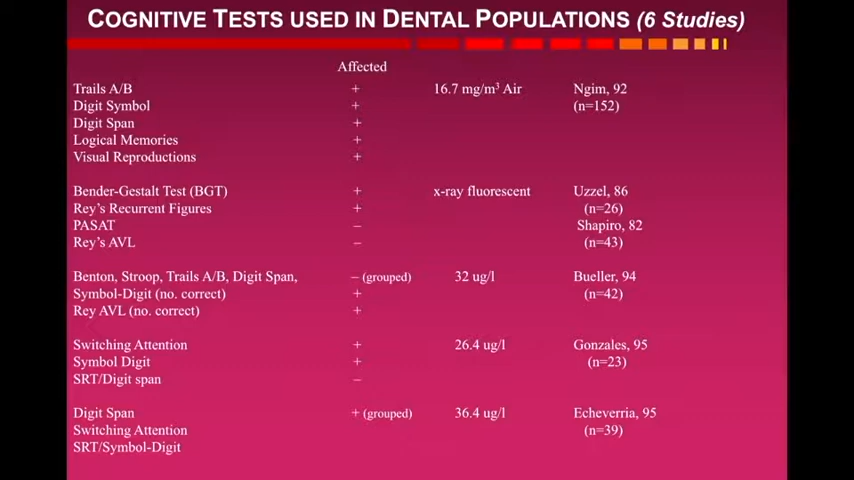 COGNITIVE TESTS USED IN DENTAL POPULATIONS (6 Studies)
Affected
Trails A/B + 16.7 mg/m³ Air Ngim, 92
Digit Symbol + (n=152)
Digit Span +
Logical Memories +
Visual Reproductions +
Bender-Gestalt Test (BGT) + x-ray fluorescent Uzzel, 86
Rey's Recurrent Figures + (n=26)
PASAT – Shapiro, 82
Rey's AVL – (n=43)
Benton, Stroop, Trails A/B, Digit Span, – (grouped) 32 ug/l Bueller, 94
Symbol-Digit (no. correct) + (n=42)
Rey AVL (no. correct) +
Switching Attention + 26.4 ug/l Gonzales, 95
Symbol Digit + (n=23)
SRT/Digit span –
Digit Span + (grouped) 36.4 ug/l Echeverria, 95
Switching Attention (n=39)
SRT/Symbol-Digit